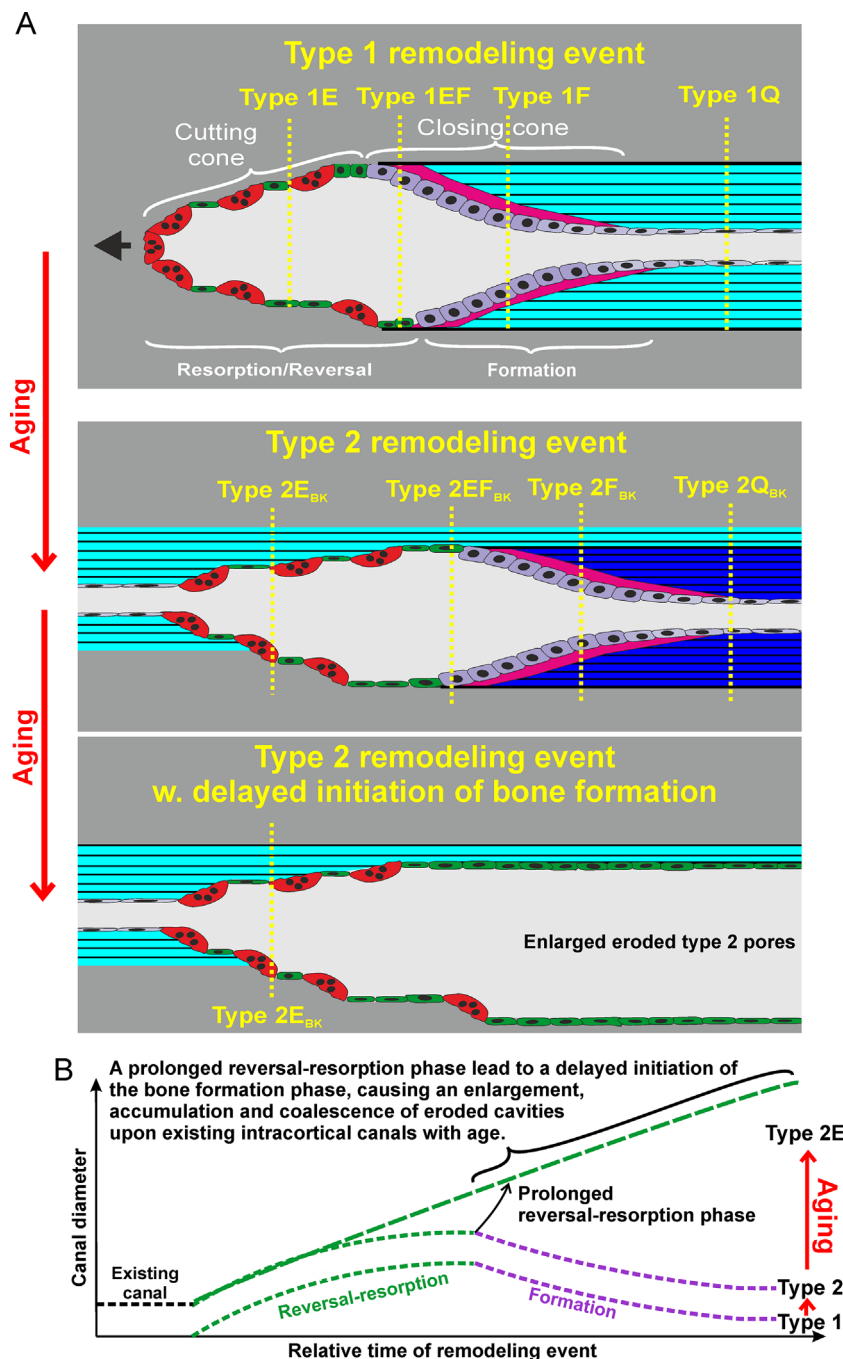 A
Type 1 remodeling event
Type 1E
Type 1EF
Type 1F
Type 1Q
Cutting
cone
Closing cone
Resorption/Reversal
Formation
Aging
Type 2 remodeling event
Type 2E_BK
Type 2EF_BK
Type 2F_BK
Type 2Q_BK
Aging
Type 2 remodeling event
w. delayed initiation of bone formation
Enlarged eroded type 2 pores
Type 2E_BK
B
A prolonged reversal-resorption phase lead to a delayed initiation of
the bone formation phase, causing an enlargement,
accumulation and coalescence of eroded cavities
upon existing intracortical canals with age.
Type 2E
Canal diameter
Prolonged
reversal-resorption phase
Aging
Existing
canal
Reversal-resorption
Formation
Type 2
Type 1
Relative time of remodeling event